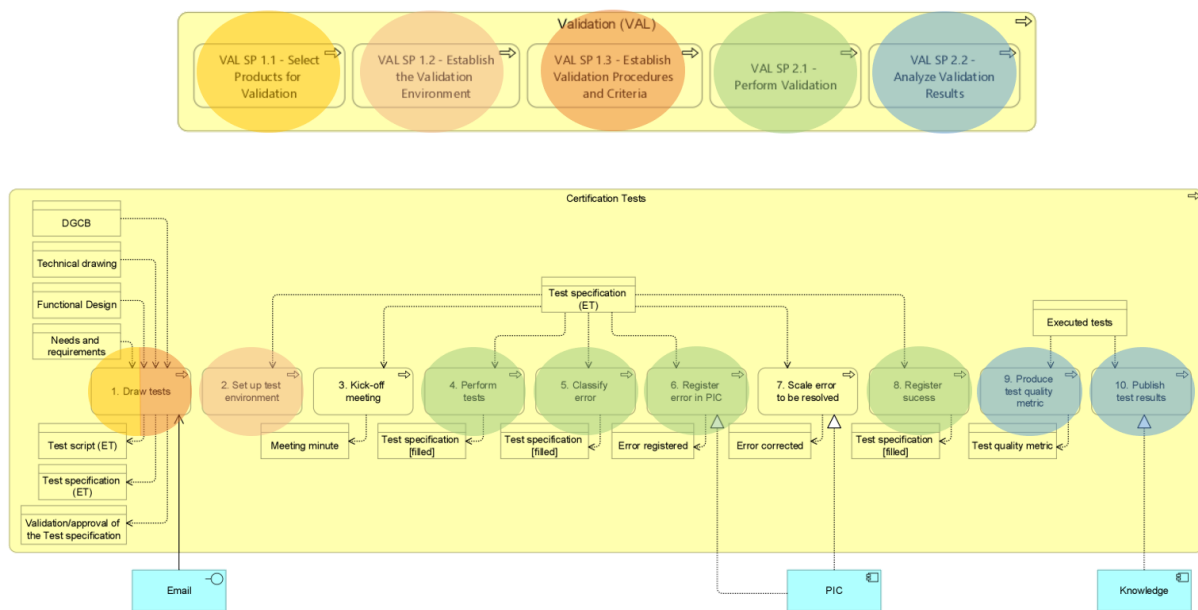 Validation (VAL)
VAL SP 1.1 - Select
Products for
Validation
VAL SP 1.2 - Establish
the Validation
Environment
VAL SP 1.3 - Establish
Validation Procedures
and Criteria
VAL SP 2.1 -
Perform Validation
VAL SP 2.2 -
Analyze Validation
Results
Certification Tests
DGCB
Technical drawing
Functional Design
Needs and
requirements
Test specification
(ET)
Executed tests
1. Draw tests
2. Set up test
environment
3. Kick-off
meeting
4. Perform
tests
5. Classify
error
6. Register
error in PIC
7. Scale error
to be resolved
8. Register
sucess
9. Produce
test quality
metric
10. Publish
test results
Test script (ET)
Meeting minute
Test specification
[filled]
Test specification
[filled]
Error registered
Error corrected
Test specification
[filled]
Test quality metric
Test specification
(ET)
Validation/approval of
the Test specification
Email
PIC
Knowledge